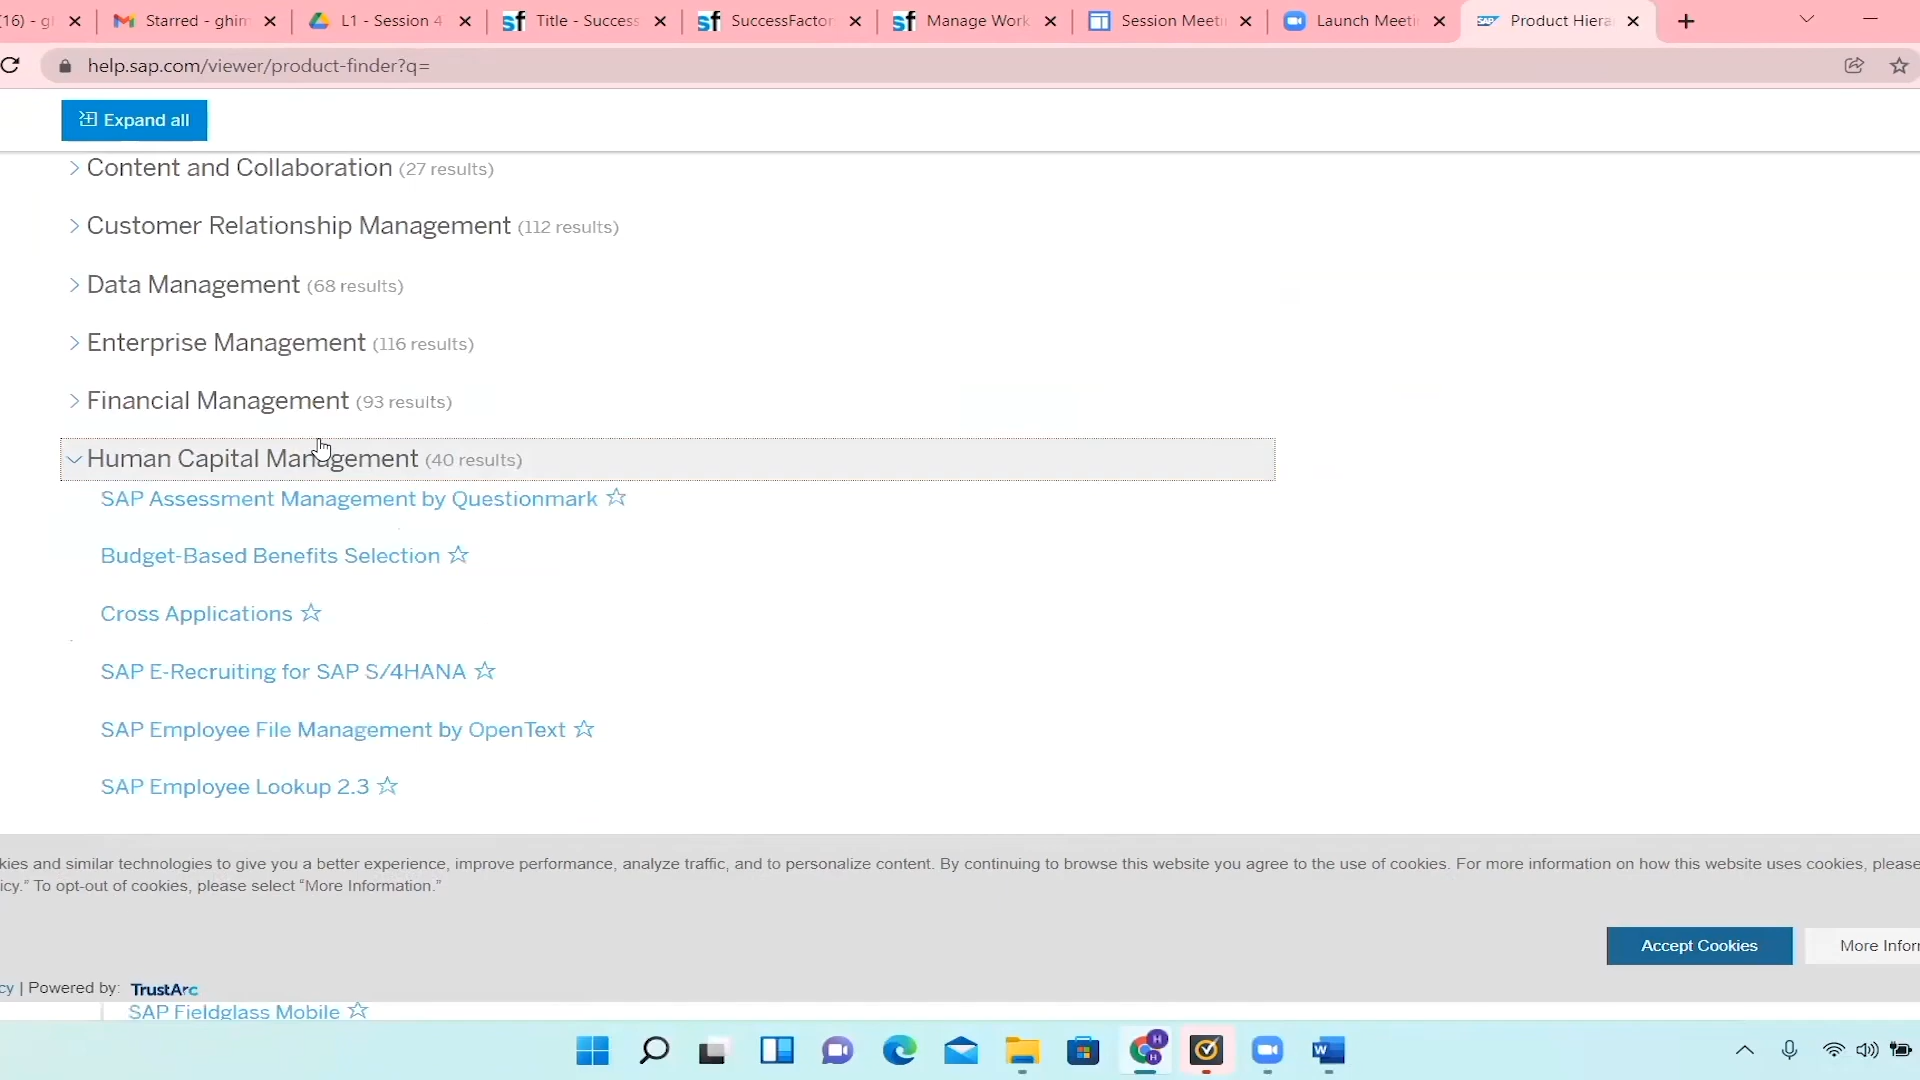 (16) - gl
Starred - ghim
L1 - Session 4
Title - Success
SuccessFactor
Manage Work
Session Meeti
Launch Meetin
Product Hiera
help.sap.com/viewer/product-finder?q=
Expand all
Content and Collaboration (27 results)
Customer Relationship Management (112 results)
Data Management (68 results)
Enterprise Management (116 results)
Financial Management (93 results)
Human Capital Management (40 results)
SAP Assessment Management by Questionmark
Budget-Based Benefits Selection
Cross Applications
SAP E-Recruiting for SAP S/4HANA
SAP Employee File Management by OpenText
SAP Employee Lookup 2.3
kies and similar technologies to give you a better experience, improve performance, analyze traffic, and to personalize content. By continuing to browse this website you agree to the use of cookies. For more information on how this website uses cookies, please
icy." To opt-out of cookies, please select "More Information."
Accept Cookies
More Infor
cy | Powered by: TrustArc
SAP Fieldglass Mobile